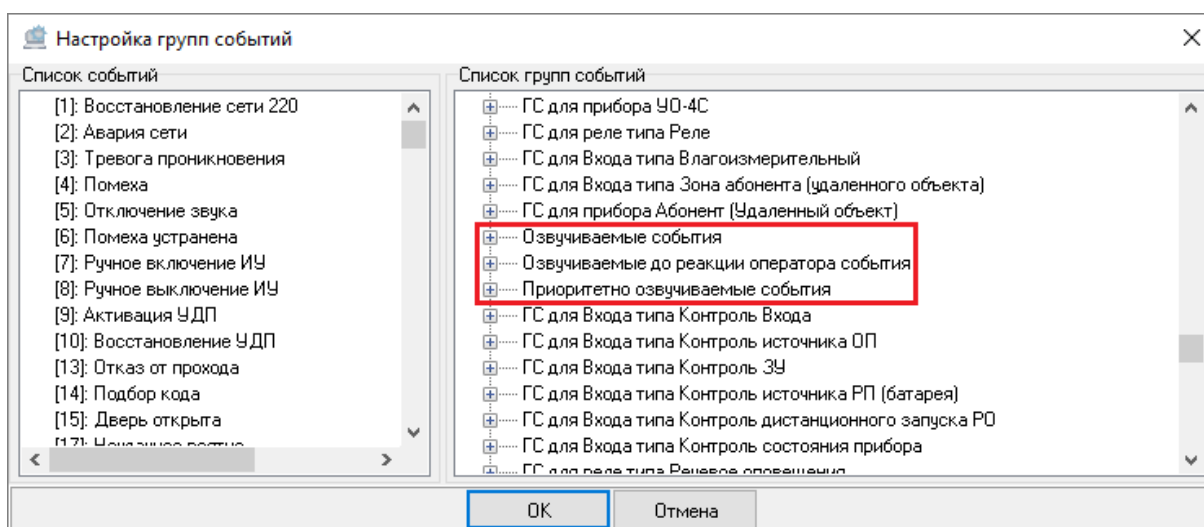 Настройка групп событий
Список событий
[1]: Восстановление сети 220
[2]: Авария сети
[3]: Тревога проникновения
[4]: Помеха
[5]: Отключение звука
[6]: Помеха устранена
[7]: Ручное включение ИУ
[8]: Ручное выключение ИУ
[9]: Активация УДП
[10]: Восстановление УДП
[13]: Отказ от прохода
[14]: Подбор кода
[15]: Дверь открыта
[17]:
Список групп событий
ГС для прибора УО-4С
ГС для реле типа Реле
ГС для Входа типа Влагоизмерительный
ГС для Входа типа Зона абонента (удаленного объекта)
ГС для прибора Абонент (Удаленный объект)
Озвучиваемые события
Озвучиваемые до реакции оператора события
Приоритетно озвучиваемые события
ГС для Входа типа Контроль Входа
ГС для Входа типа Контроль источника ОП
ГС для Входа типа Контроль ЗУ
ГС для Входа типа Контроль источника РП (батарея)
ГС для Входа типа Контроль дистанционного запуска РО
ГС для Входа типа Контроль состояния прибора
ГС для реле типа Речевое оповещение
ОК
Отмена